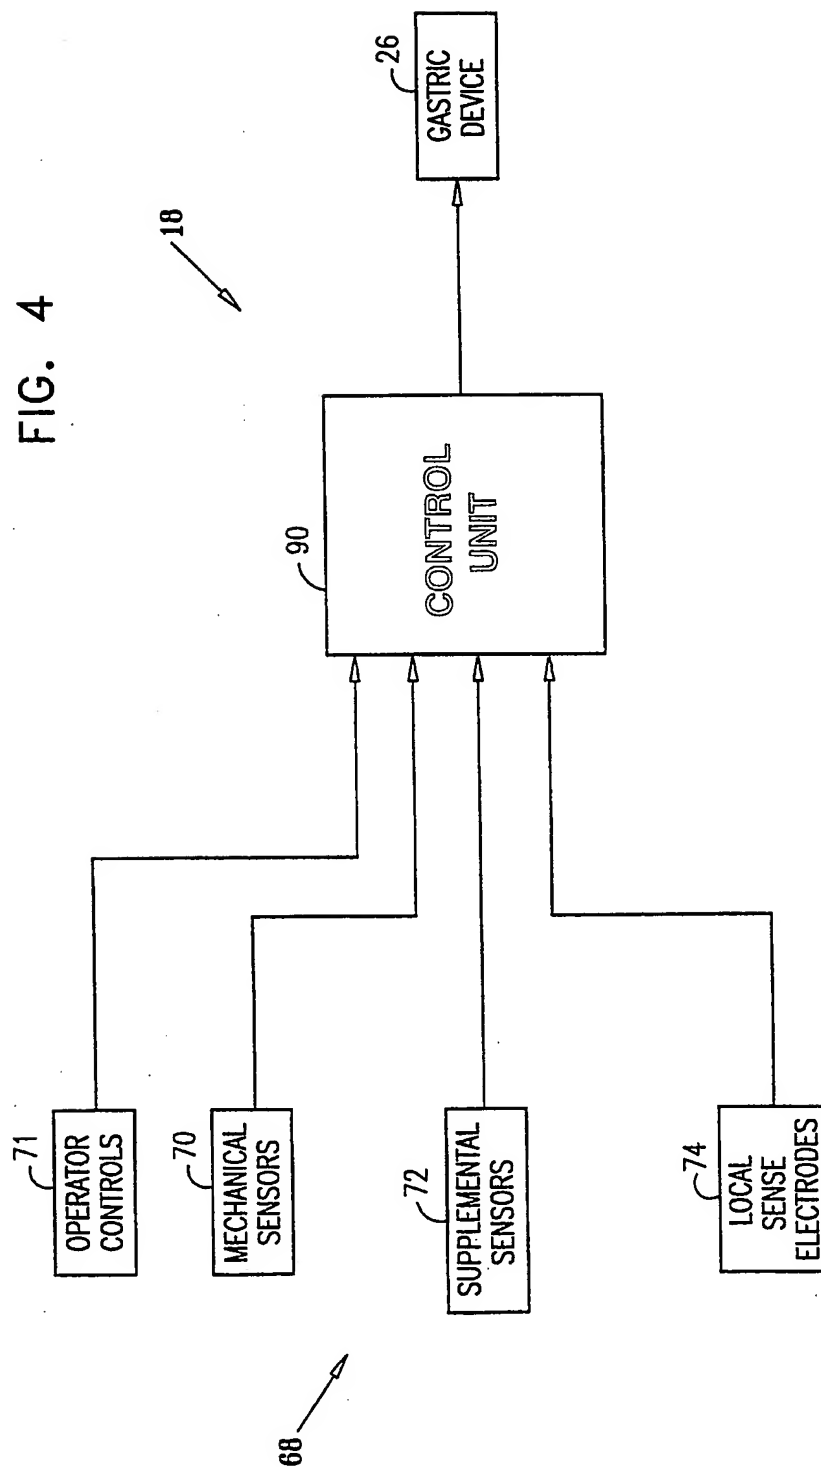 FIG. 4
18
68
71
OPERATOR
CONTROLS
70
MECHANICAL
SENSORS
72
SUPPLEMENTAL
SENSORS
74
LOCAL
SENSE
ELECTRODES
90
CONTROL
UNIT
26
GASTRIC
DEVICE